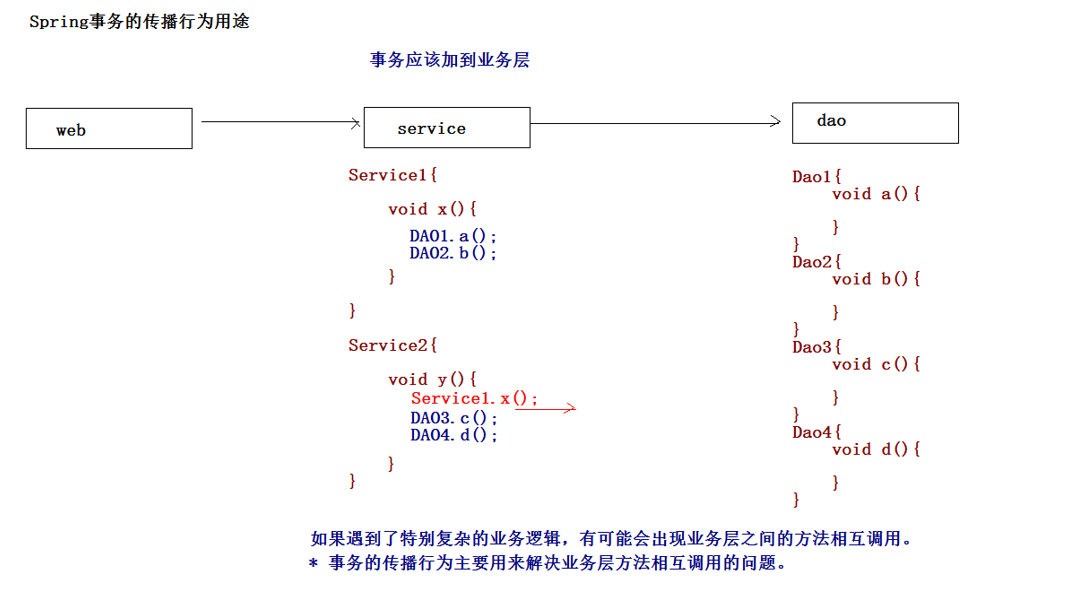 Spring事务的传播行为用途
事务应该加到业务层
web
service
dao
Service1{
void x(){
DAO1.a();
DAO2.b();
}
}
Service2{
void y(){
Service1.x();
DAO3.c();
DAO4.d();
}
}
Dao1{
void a(){
}
}
Dao2{
void b(){
}
}
Dao3{
void c(){
}
}
Dao4{
void d(){
}
}
如果遇到了特别复杂的业务逻辑，有可能会出现业务层之间的方法相互调用。
* 事务的传播行为主要用来解决业务层方法相互调用的问题。